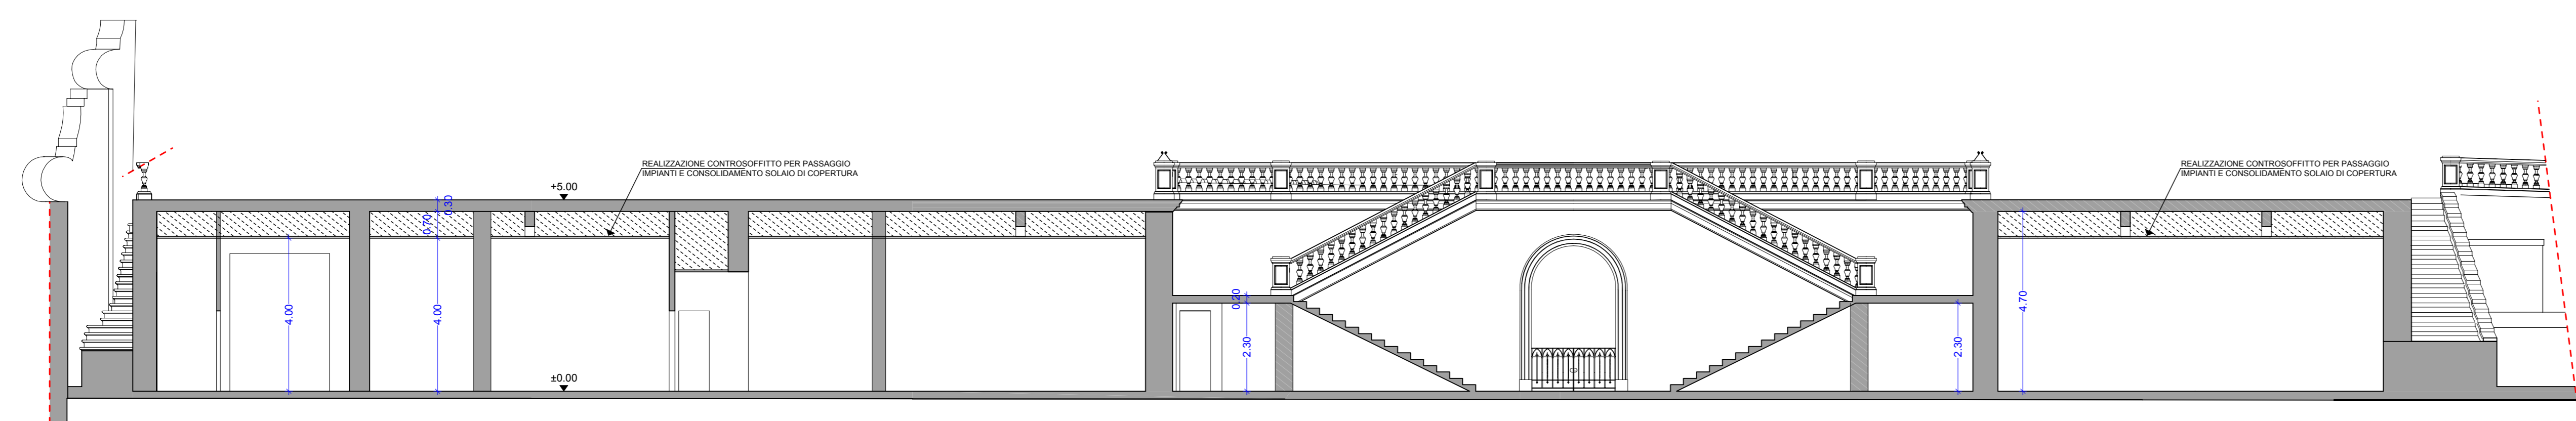 REALIZZAZIONE CONTROSOFFITTO PER PASSAGGIO
IMPIANTI E CONSOLIDAMENTO SOLAIO DI COPERTURA
REALIZZAZIONE CONTROSOFFITTO PER PASSAGGIO
IMPIANTI E CONSOLIDAMENTO SOLAIO DI COPERTURA
+5.00
0.30
0.70
4.00
4.00
0.20
2.30
2.30
4.70
±0.00